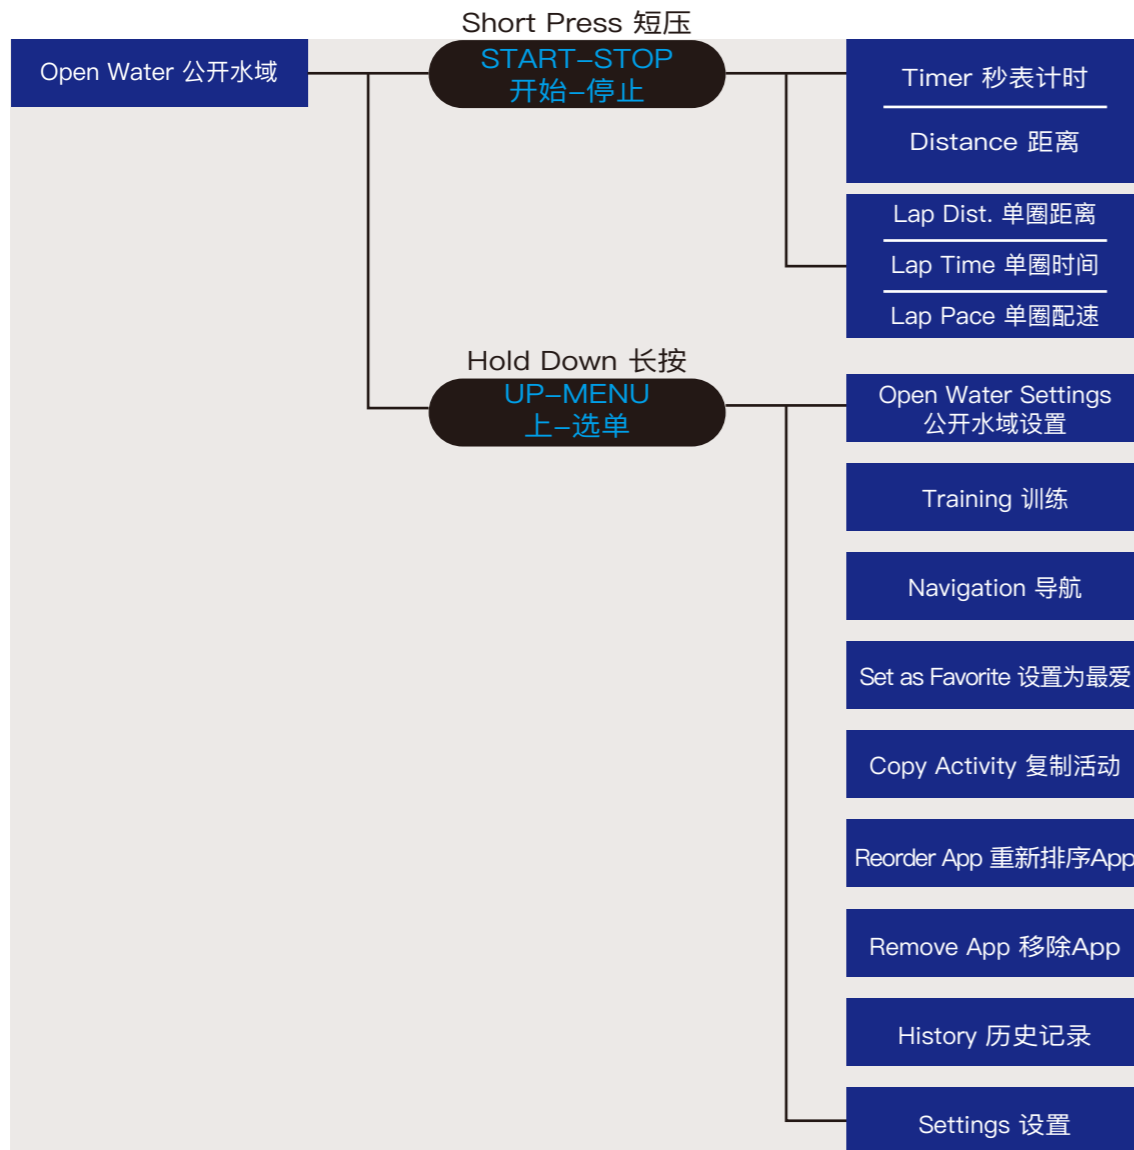 Short Press 短压
Open Water 公开水域
START-STOP
开始-停止
Timer 秒表计时
Distance 距离
Lap Dist. 单圈距离
Lap Time 单圈时间
Lap Pace 单圈配速
Hold Down 长按
UP-MENU
上-选单
Open Water Settings
公开水域设置
Training 训练
Navigation 导航
Set as Favorite 设置为最爱
Copy Activity 复制活动
Reorder App 重新排序App
Remove App 移除App
History 历史记录
Settings 设置